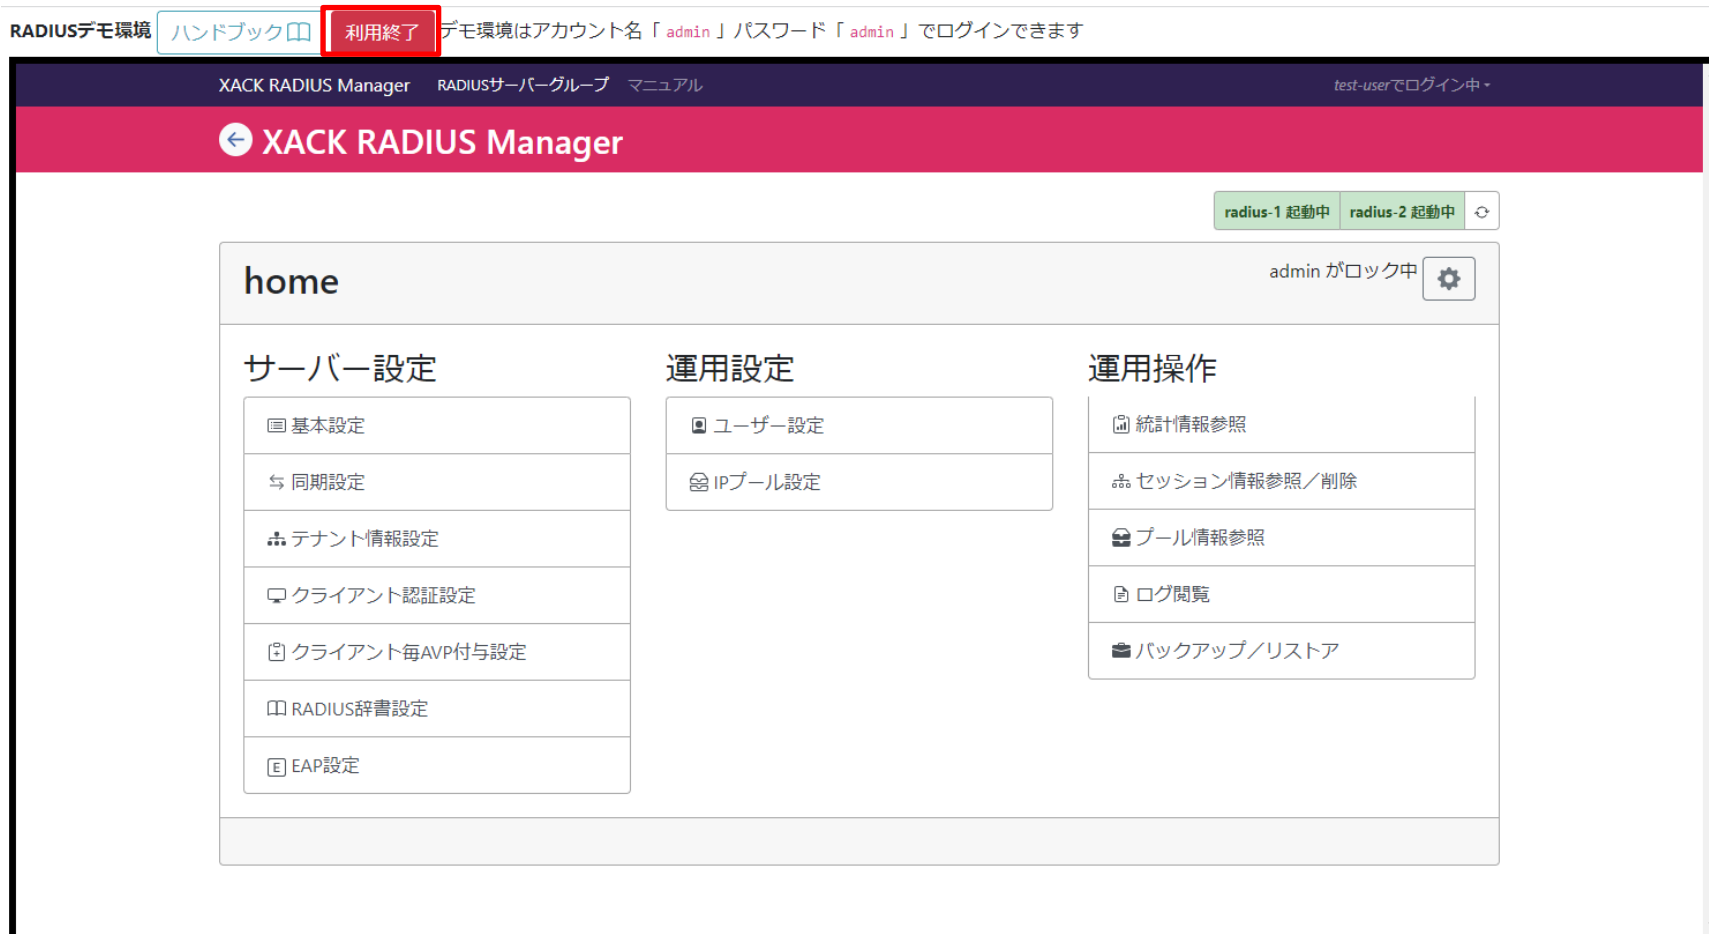 RADIUSデモ環境 ハンドブック 利用終了 デモ環境はアカウント名「 admin 」パスワード「 admin 」でログインできます
XACK RADIUS Manager RADIUSサーバーグループ マニュアル test-userでログイン中
XACK RADIUS Manager
radius-1 起動中 radius-2 起動中
home
admin がロック中
サーバー設定
基本設定
同期設定
テナント情報設定
クライアント認証設定
クライアント毎AVP付与設定
RADIUS辞書設定
E EAP設定
運用設定
ユーザー設定
IPプール設定
運用操作
統計情報参照
セッション情報参照／削除
プール情報参照
ログ閲覧
バックアップ／リストア